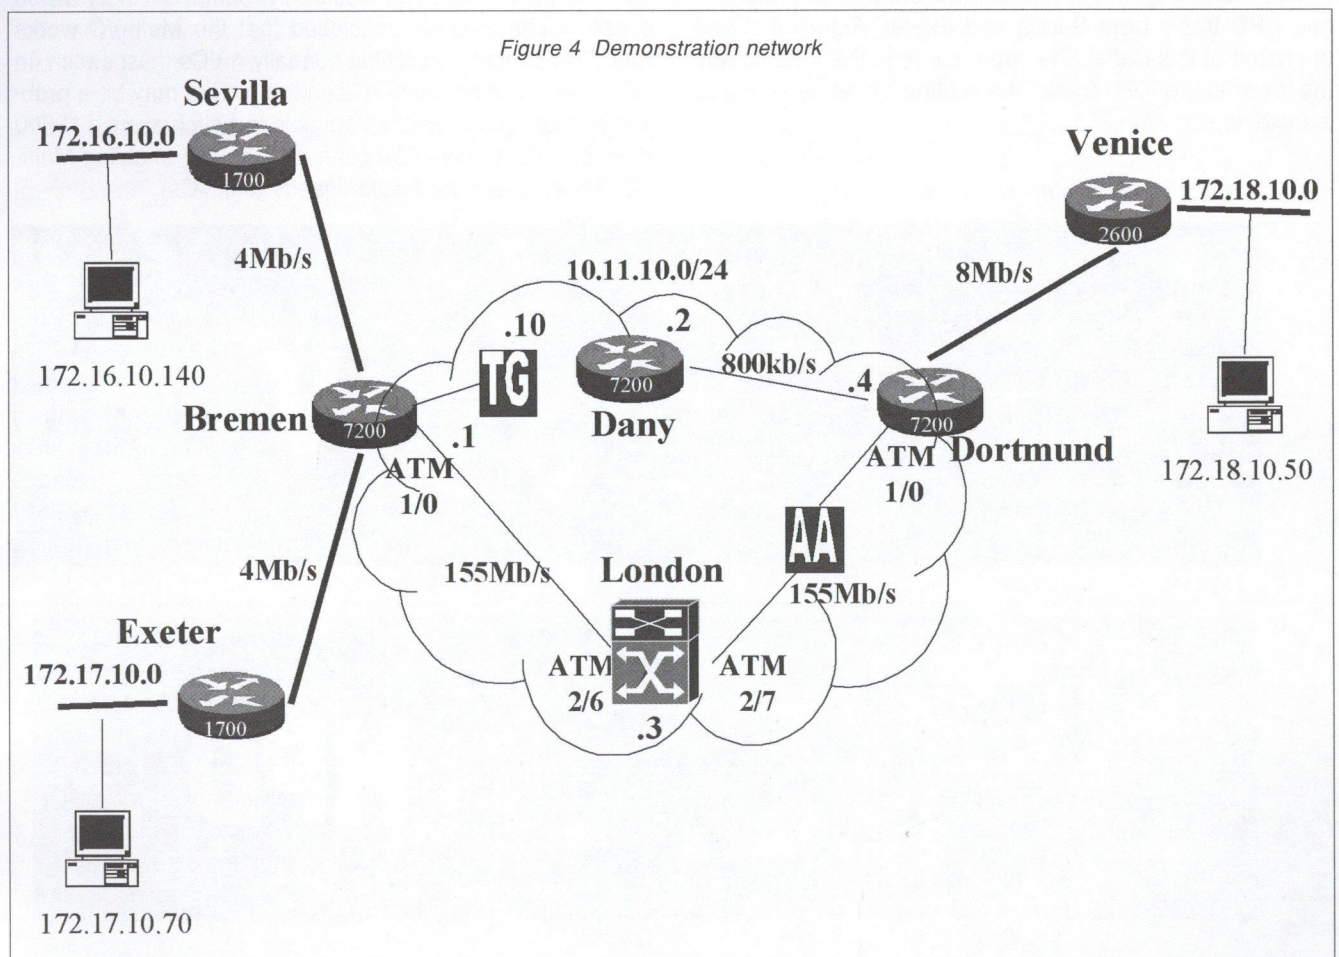 Figure 4 Demonstration network
Sevilla
172.16.10.0
1700
172.16.10.140
4Mb/s
Venice
172.18.10.0
2600
8Mb/s
172.18.10.50
10.11.10.0/24
.10
TG
.2
7200
Dany
800kb/s
.4
7200
Dortmund
ATM
1/0
Bremen
7200
.1
ATM
1/0
155Mb/s
AA
155Mb/s
London
ATM
2/6
ATM
2/7
.3
4Mb/s
Exeter
172.17.10.0
1700
172.17.10.70